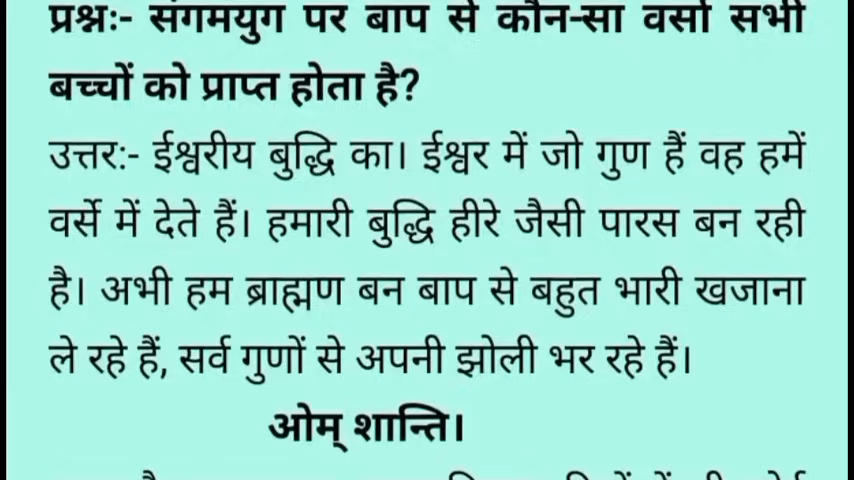 प्रश्नः- संगमयुग पर बाप से कौन-सा वर्सा सभी
बच्चों को प्राप्त होता है?
उत्तर:- ईश्वरीय बुद्धि का। ईश्वर में जो गुण हैं वह हमें
वर्से में देते हैं। हमारी बुद्धि हीरे जैसी पारस बन रही
है। अभी हम ब्राह्मण बन बाप से बहुत भारी खजाना
ले रहे हैं, सर्व गुणों से अपनी झोली भर रहे हैं।
ओम् शान्ति।